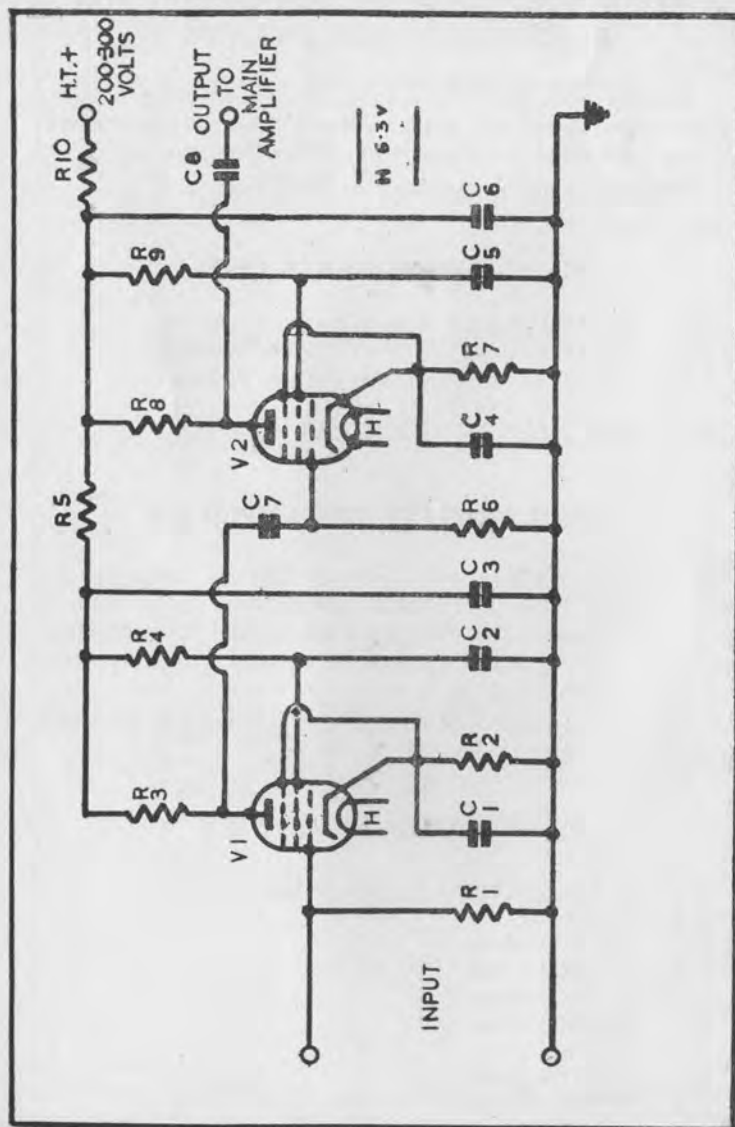 R5
R10
H.T.+
200-300
VOLTS
R3
R4
R8
R9
C8
OUTPUT
TO
MAIN
AMPLIFIER
V1
C7
V2
H
H
N 6·3V
INPUT
R1
C1
R2
C2
C3
R6
C4
R7
C5
C6